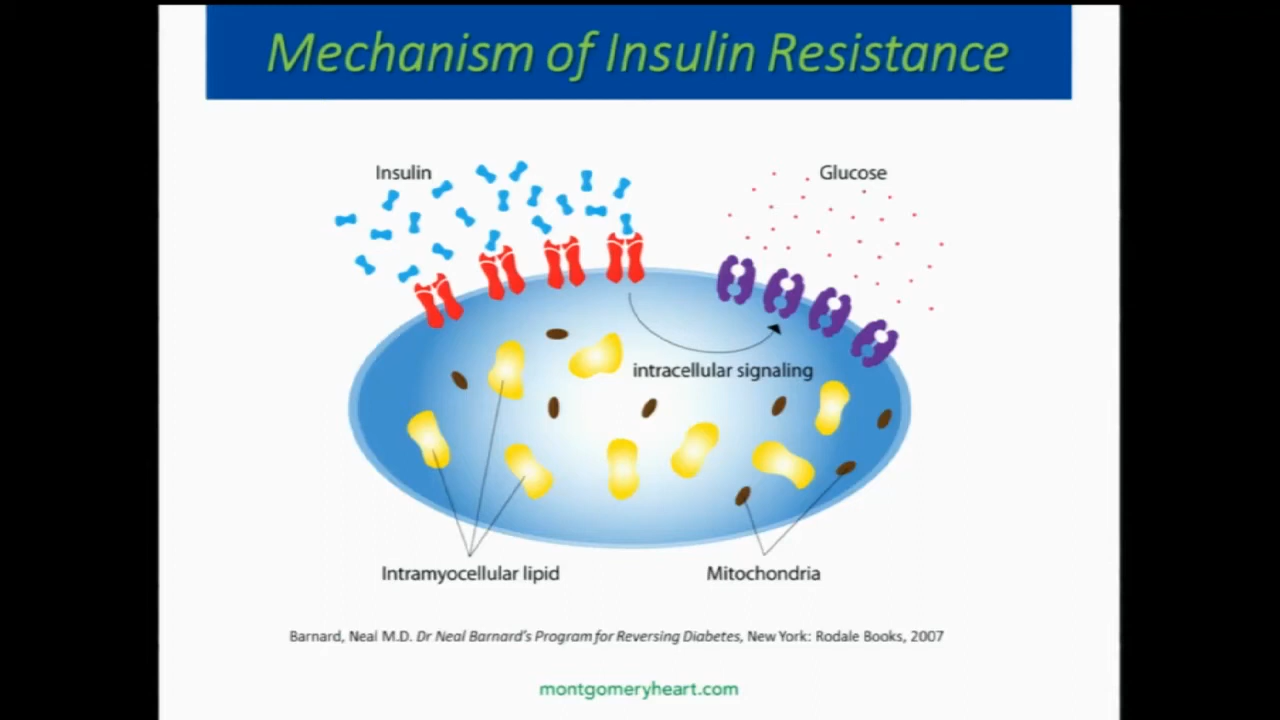 Mechanism of Insulin Resistance
Insulin
Glucose
intracellular signaling
Intramyocellular lipid
Mitochondria
Barnard, Neal M.D. Dr Neal Barnard's Program for Reversing Diabetes, New York: Rodale Books, 2007
montgomeryheart.com